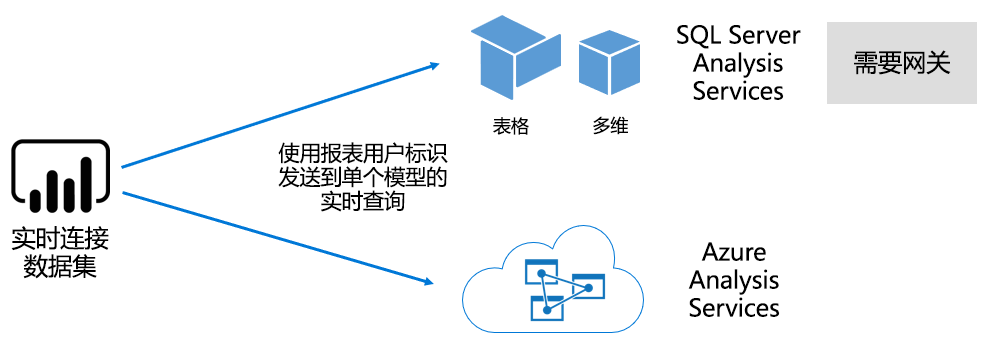 SQL Server
Analysis
Services
需要网关
表格
多维
使用报表用户标识
发送到单个模型的
实时查询
实时连接
数据集
Azure
Analysis
Services